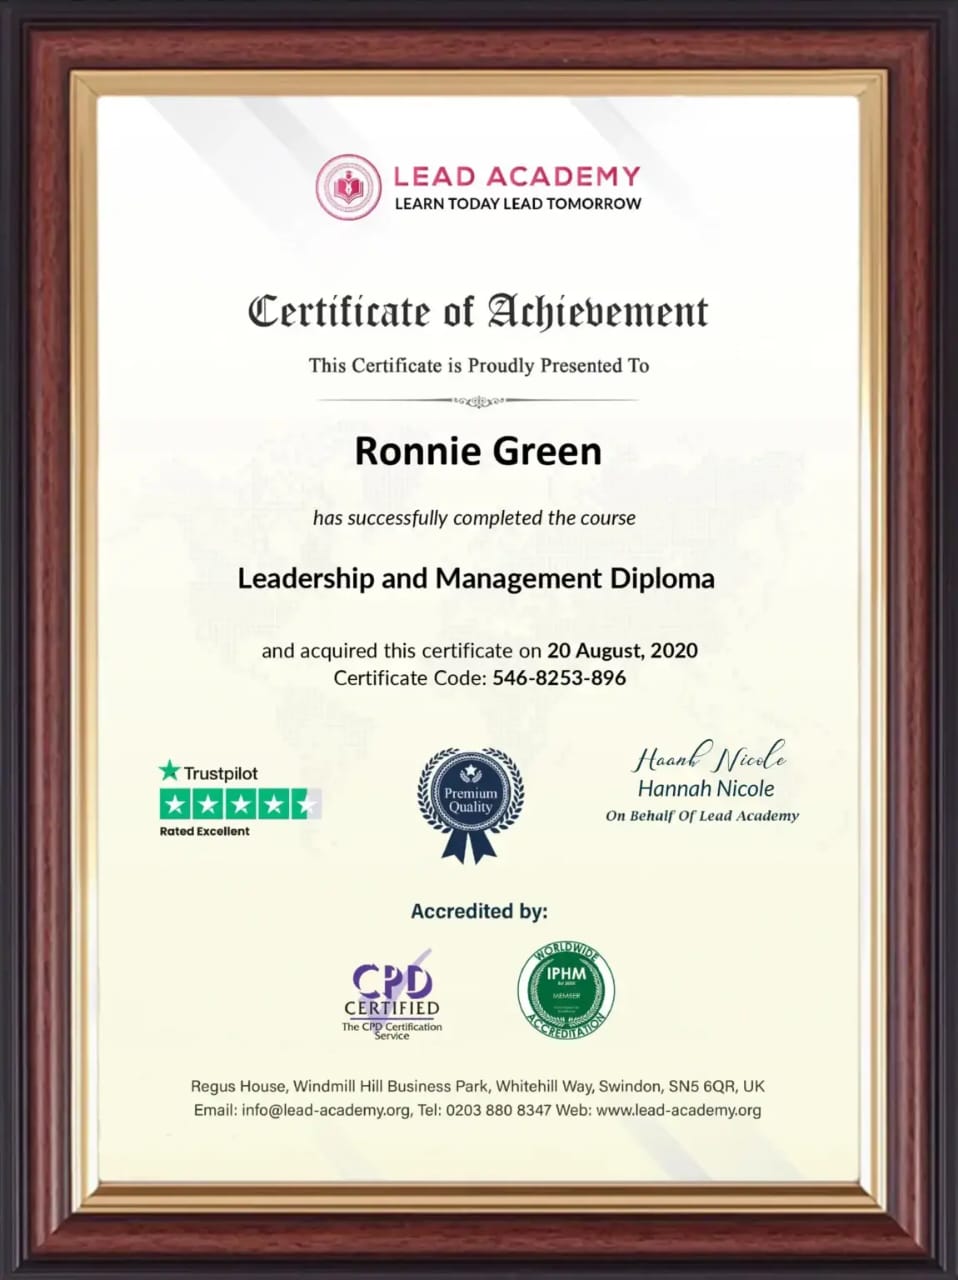 LEAD ACADEMY
LEARN TODAY LEAD TOMORROW
Certificate of Achievement
This Certificate is Proudly Presented To
Ronnie Green
has successfully completed the course
Leadership and Management Diploma
and acquired this certificate on 20 August, 2020
Certificate Code: 546-8253-896
Trustpilot
Rated Excellent
Premium
Quality
Haanh Nicole
Hannah Nicole
On Behalf Of Lead Academy
Accredited by:
CPD
CERTIFIED
The CPD Certification
Service
WORLDWIDE
IPHM
MEMBER
ACCREDITATION
Regus House, Windmill Hill Business Park, Whitehill Way, Swindon, SN5 6QR, UK
Email: info@lead-academy.org, Tel: 0203 880 8347 Web: www.lead-academy.org